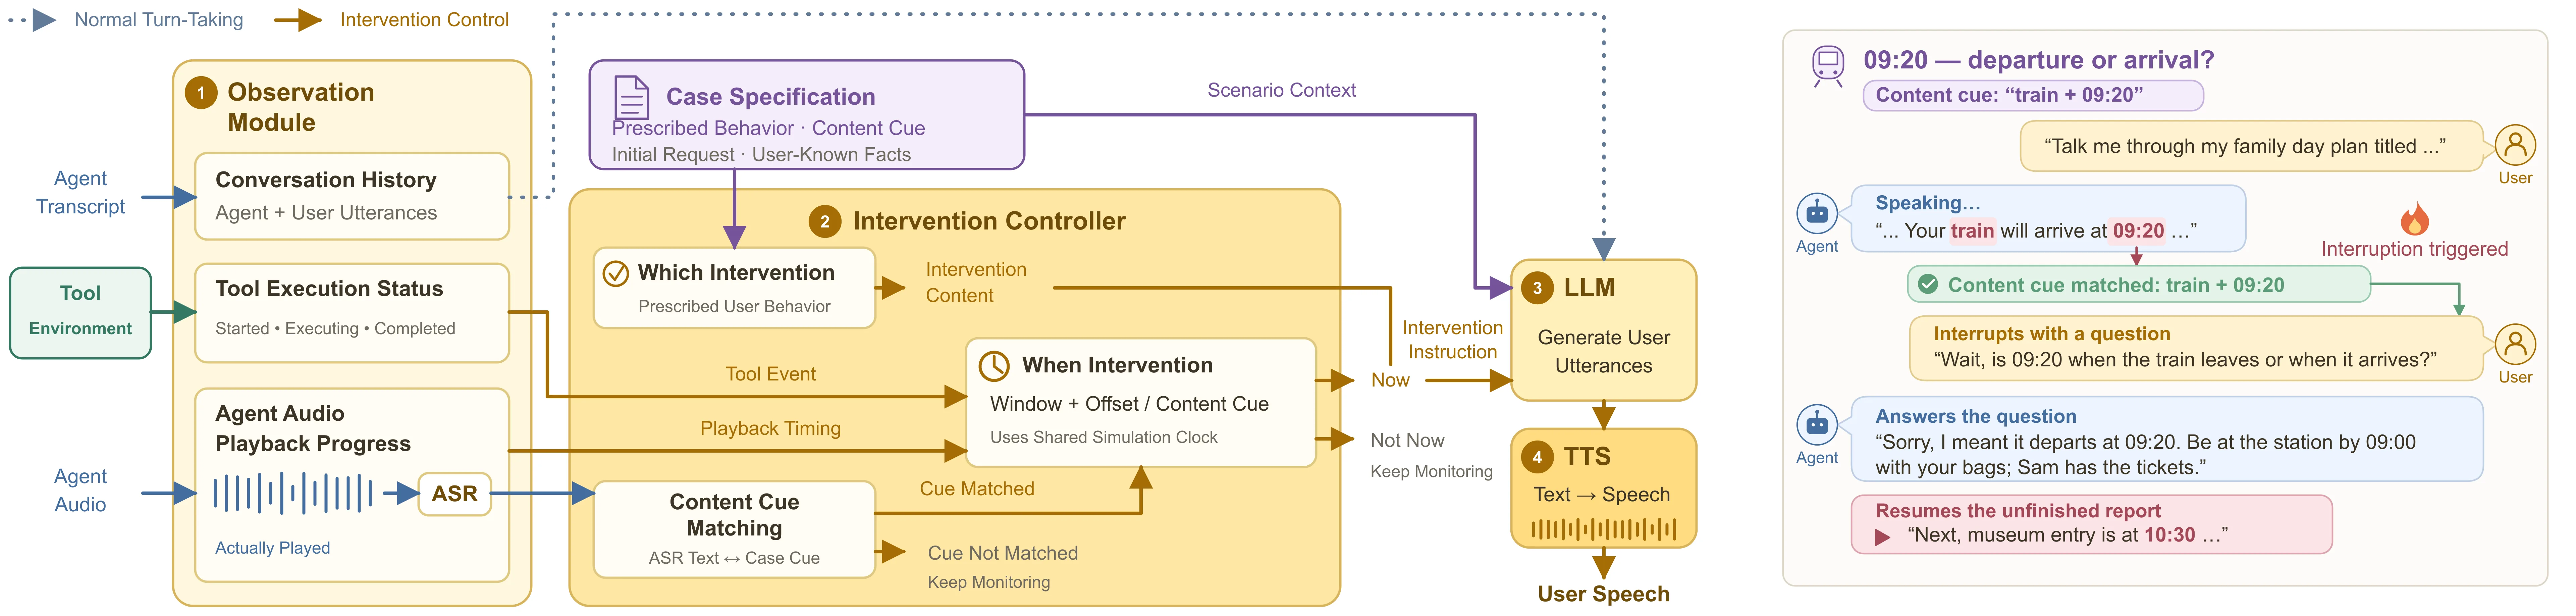 Normal Turn-Taking
Intervention Control
1
Observation
Module
Agent
Transcript
Conversation History
Agent + User Utterances
Tool
Environment
Tool Execution Status
Started • Executing • Completed
Agent Audio
Playback Progress
Agent
Audio
ASR
Actually Played
Case Specification
Prescribed Behavior · Content Cue
Initial Request · User-Known Facts
Scenario Context
2
Intervention Controller
Which Intervention
Prescribed User Behavior
Intervention
Content
Tool Event
Playback Timing
When Intervention
Window + Offset / Content Cue
Uses Shared Simulation Clock
Content Cue
Matching
ASR Text ↔ Case Cue
Cue Matched
Cue Not Matched
Keep Monitoring
Intervention
Instruction
Now
Not Now
Keep Monitoring
3
LLM
Generate User
Utterances
4
TTS
Text → Speech
User Speech
09:20 — departure or arrival?
Content cue: “train + 09:20”
“Talk me through my family day plan titled ...”
User
Speaking…
“... Your train will arrive at 09:20 …”
Agent
Interruption triggered
Content cue matched: train + 09:20
Interrupts with a question
“Wait, is 09:20 when the train leaves or when it arrives?”
User
Answers the question
“Sorry, I meant it departs at 09:20. Be at the station by 09:00
with your bags; Sam has the tickets.”
Agent
Resumes the unfinished report
“Next, museum entry is at 10:30 …”